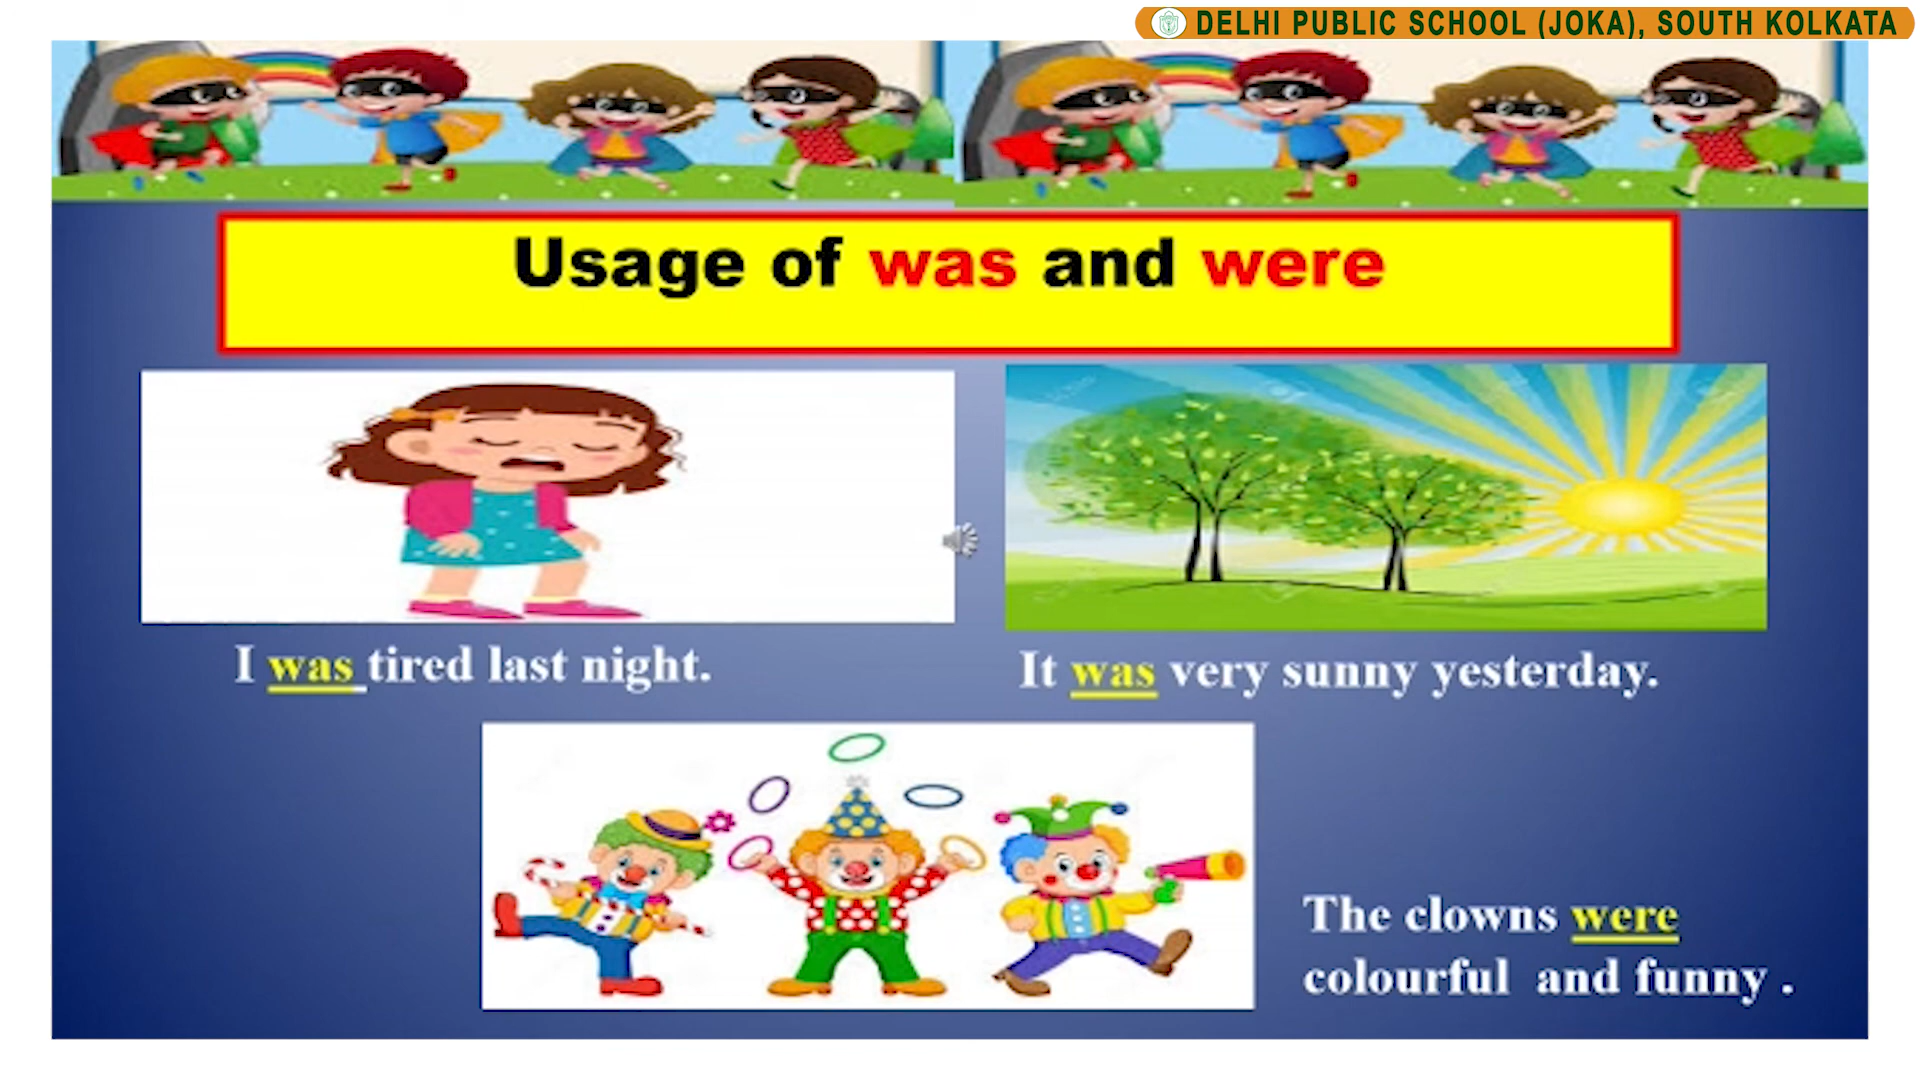 DELHI PUBLIC SCHOOL (JOKA), SOUTH KOLKATA
Usage of was and were
I was tired last night.
It was very sunny yesterday.
The clowns were
colourful and funny .